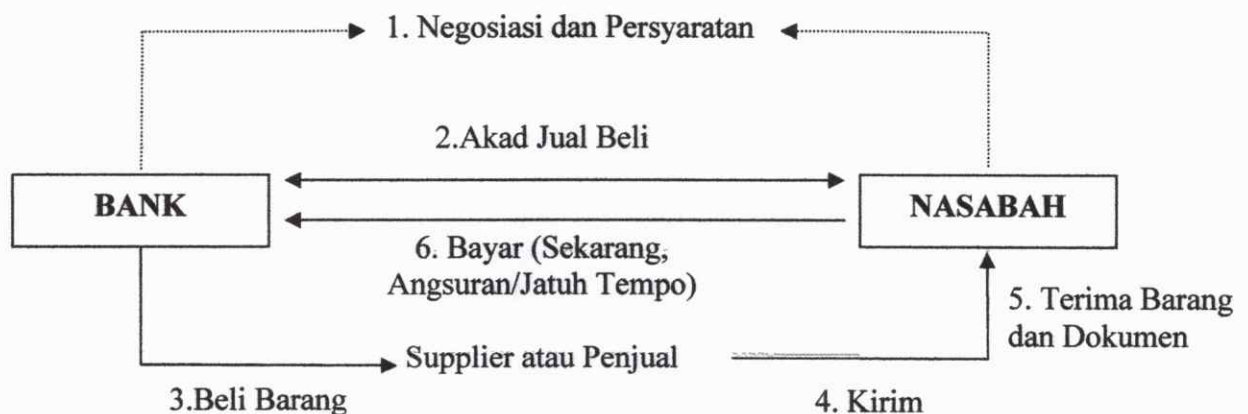 1. Negosiasi dan Persyaratan
2.Akad Jual Beli
BANK
NASABAH
6. Bayar (Sekarang,
Angsuran/Jatuh Tempo)
5. Terima Barang
dan Dokumen
Supplier atau Penjual
3.Beli Barang
4. Kirim